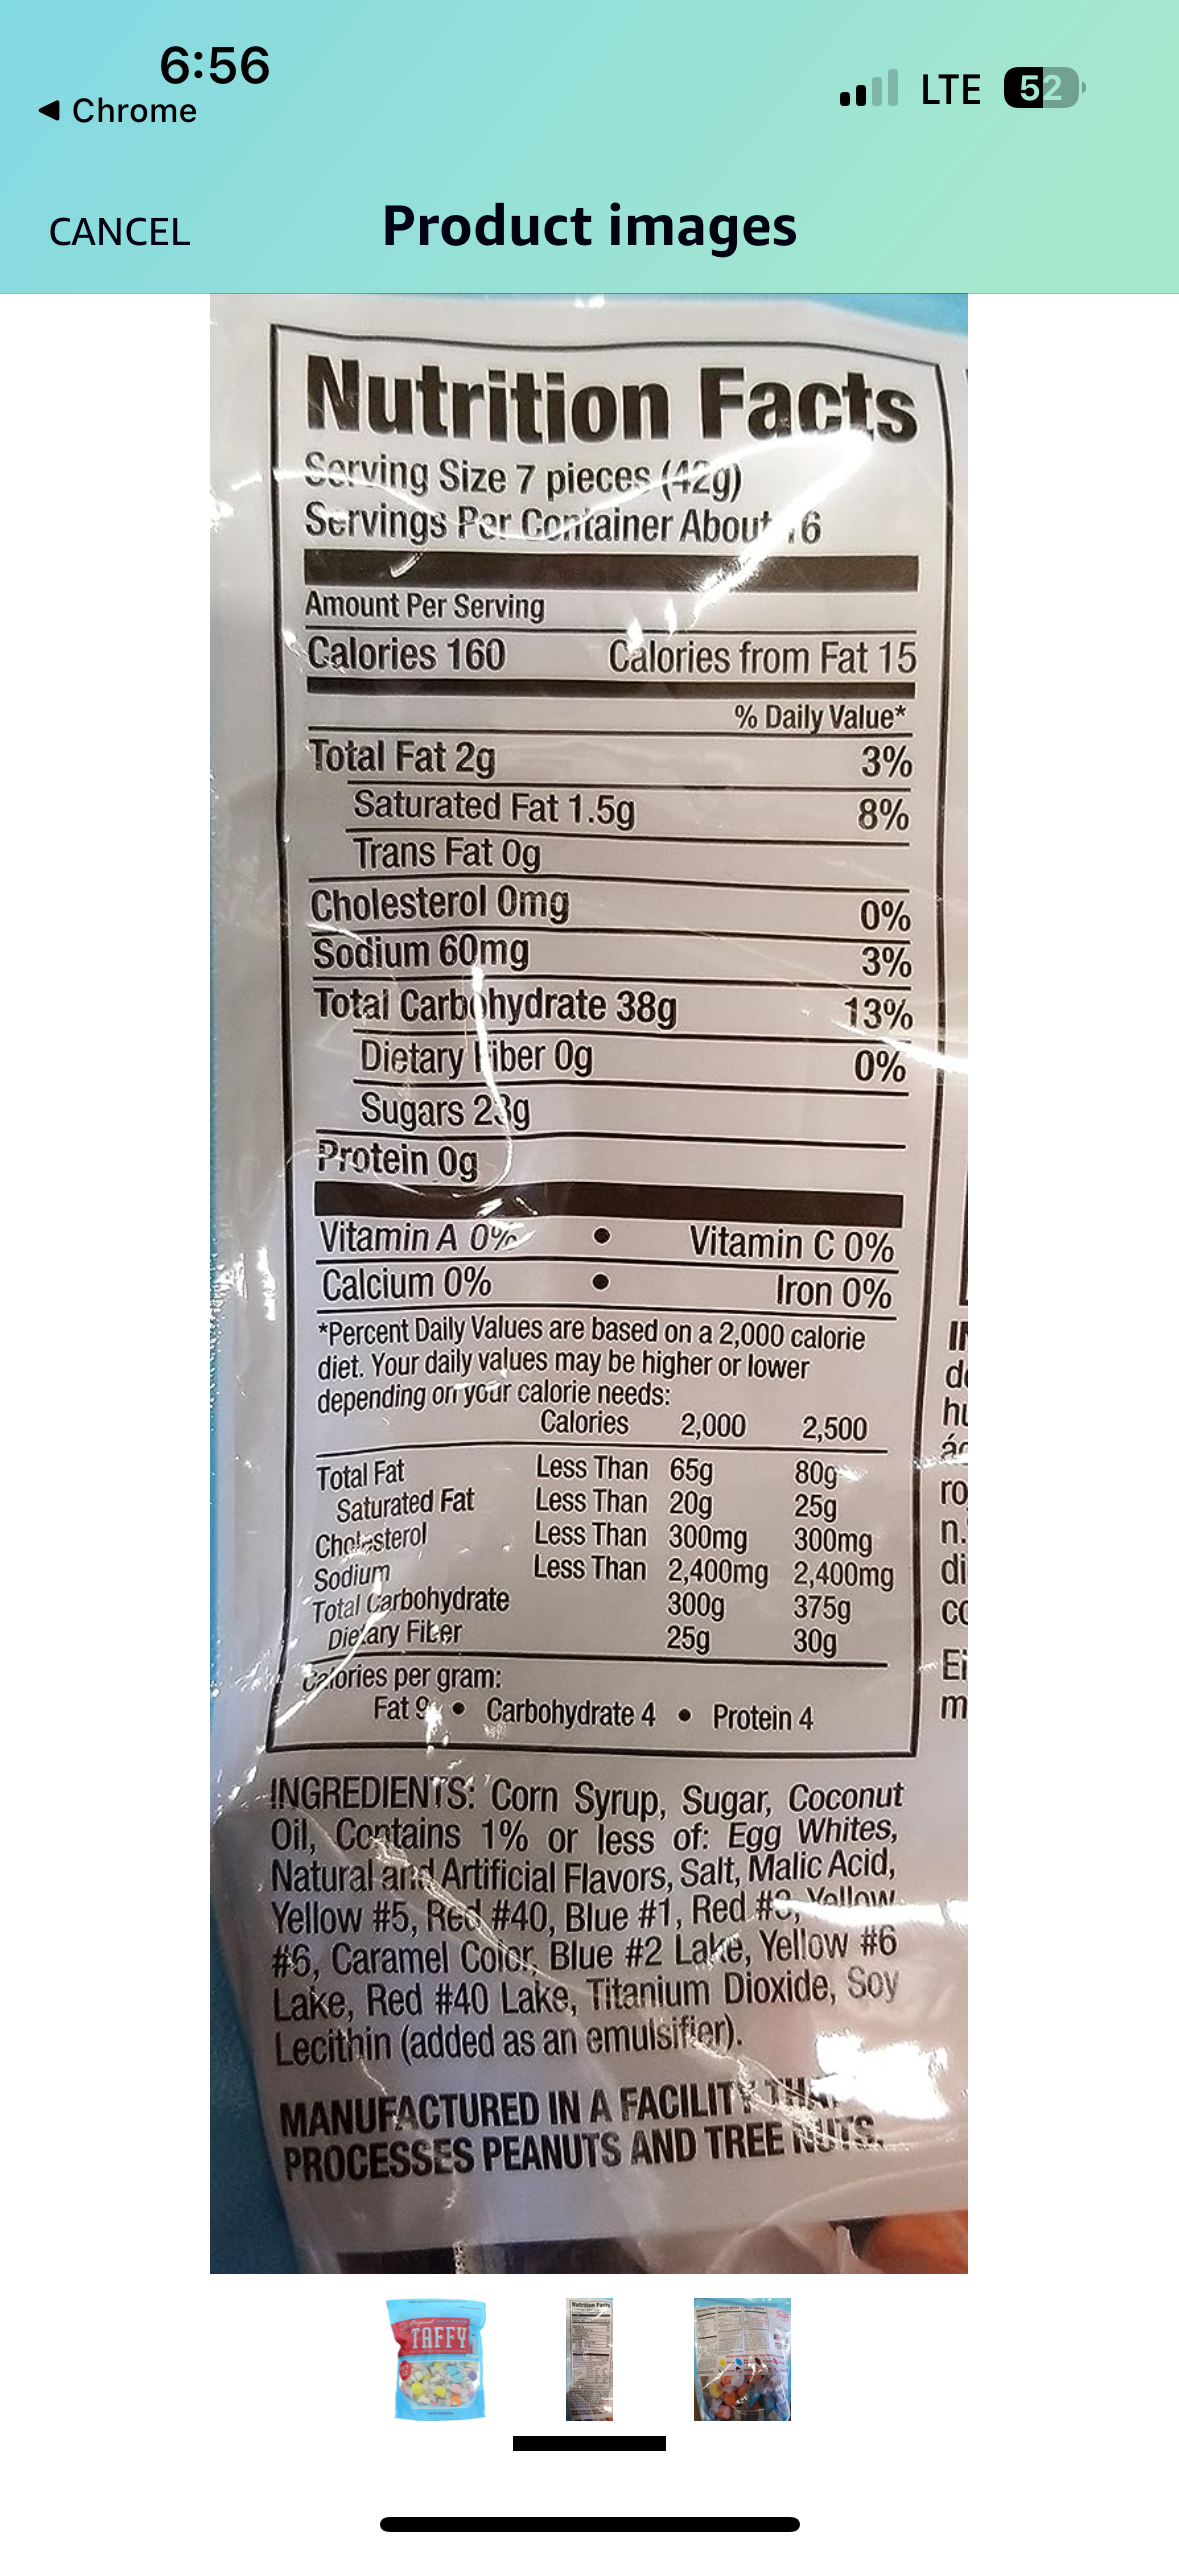 6:56
LTE 52
◀ Chrome
CANCEL
Product images
Nutrition Facts
Serving Size 7 pieces (42g)
Servings Per Container About 16
Amount Per Serving
Calories 160 Calories from Fat 15
% Daily Value*
Total Fat 2g 3%
Saturated Fat 1.5g 8%
Trans Fat 0g
Cholesterol 0mg 0%
Sodium 60mg 3%
Total Carbohydrate 38g 13%
Dietary Fiber 0g 0%
Sugars 23g
Protein 0g
Vitamin A 0% • Vitamin C 0%
Calcium 0% • Iron 0%
*Percent Daily Values are based on a 2,000 calorie
diet. Your daily values may be higher or lower
depending on your calorie needs:
Calories 2,000 2,500
Total Fat Less Than 65g 80g
Saturated Fat Less Than 20g 25g
Cholesterol Less Than 300mg 300mg
Sodium Less Than 2,400mg 2,400mg
Total Carbohydrate 300g 375g
Dietary Fiber 25g 30g
Calories per gram:
Fat 9 • Carbohydrate 4 • Protein 4
INGREDIENTS: Corn Syrup, Sugar, Coconut
Oil, Contains 1% or less of: Egg Whites,
Natural and Artificial Flavors, Salt, Malic Acid,
Yellow #5, Red #40, Blue #1, Red Yellow
#6, Caramel Color, Blue #2 Lake, Yellow #6
Lake, Red #40 Lake, Titanium Dioxide, Soy
Lecithin (added as an emulsifier).
MANUFACTURED IN A FACILITY THAT
PROCESSES PEANUTS AND TREE NUTS.
TAFFY
Nutrition Facts